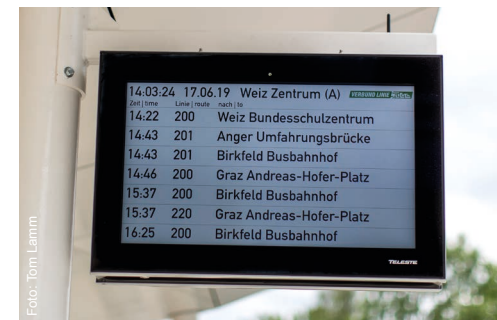 14:03:24 17.06.19 Weiz Zentrum (A) VERBUND LINIE
Zeit | time Linie | route nach | to
14:22 200 Weiz Bundesschulzentrum
14:43 201 Anger Umfahrungsbrücke
14:43 201 Birkfeld Busbahnhof
14:46 200 Graz Andreas-Hofer-Platz
15:37 200 Birkfeld Busbahnhof
15:37 220 Graz Andreas-Hofer-Platz
16:25 200 Birkfeld Busbahnhof
TELESTE
Foto: Tom Lamm